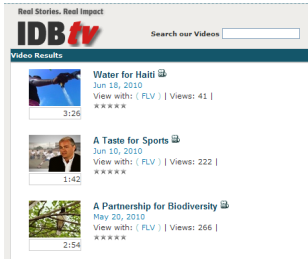 Real Stories. Real Impact
IDBtv
Search our Videos
Video Results
Water for Haiti
Jun 18, 2010
View with: ( FLV ) | Views: 41 |
3:26
A Taste for Sports
Jun 10, 2010
View with: ( FLV ) | Views: 222 |
1:42
A Partnership for Biodiversity
May 20, 2010
View with: ( FLV ) | Views: 266 |
2:54